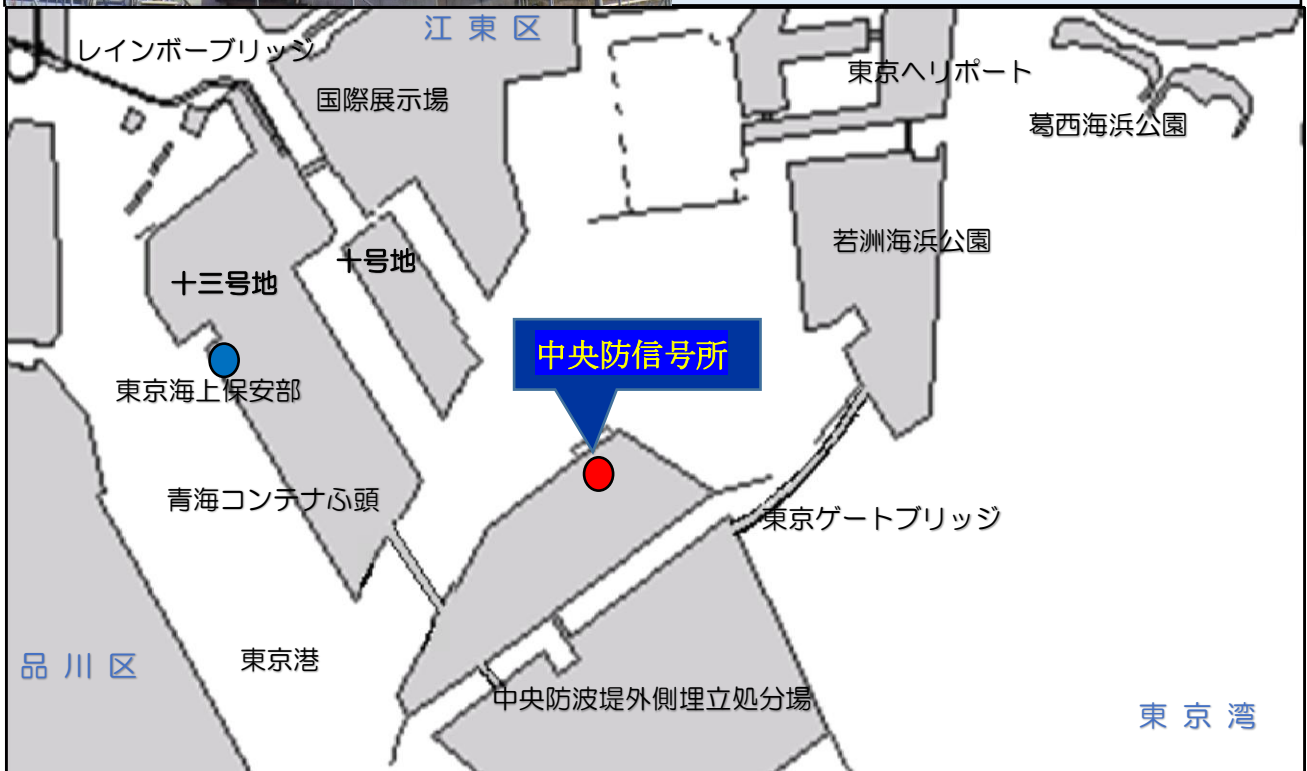 江東区
レインボーブリッジ
国際展示場
東京ヘリポート
葛西海浜公園
若洲海浜公園
十号地
十三号地
中央防信号所
東京海上保安部
青海コンテナふ頭
東京ゲートブリッジ
品川区
東京港
中央防波堤外側埋立処分場
東京湾